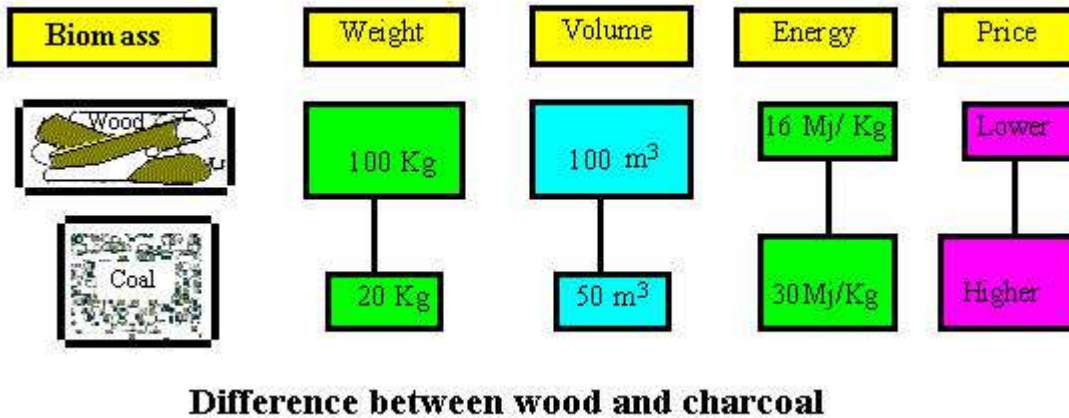 Biomass Weight Volume Energy Price
Wood
100 Kg 100 m³ 16 Mj/Kg Lower
Coal
20 Kg 50 m³ 30Mj/Kg Higher
Difference between wood and charcoal